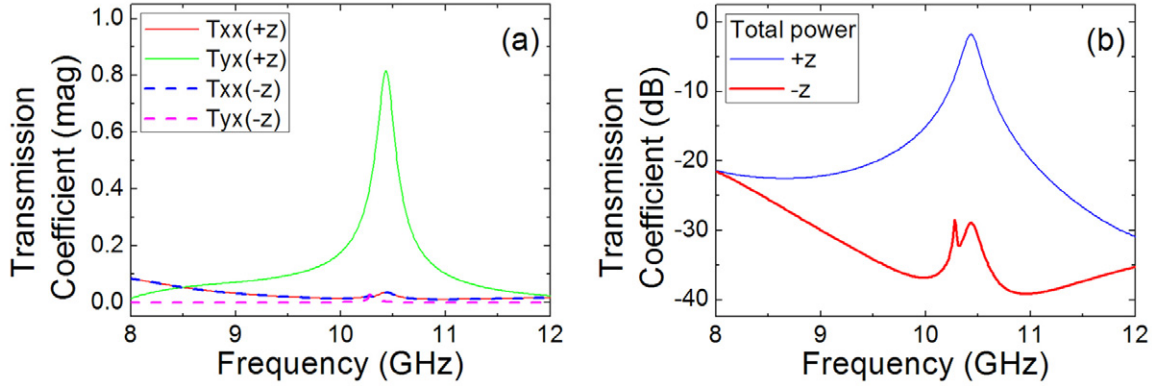 (a)
Txx(+z)
Tyx(+z)
Txx(-z)
Tyx(-z)
1.0
0.8
0.6
0.4
0.2
0.0
8
9
10
11
12
Transmission
Coefficient (mag)
Frequency (GHz)
(b)
Total power
+z
-z
0
-10
-20
-30
-40
8
9
10
11
12
Transmission
Coefficient (dB)
Frequency (GHz)